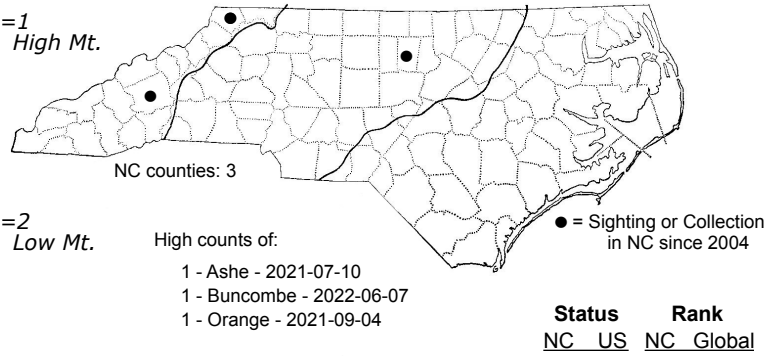 =1
High Mt.
NC counties: 3
=2
Low Mt.
High counts of:
1 - Ashe - 2021-07-10
1 - Buncombe - 2022-06-07
1 - Orange - 2021-09-04
● = Sighting or Collection
in NC since 2004
Status Rank
NC US NC Global